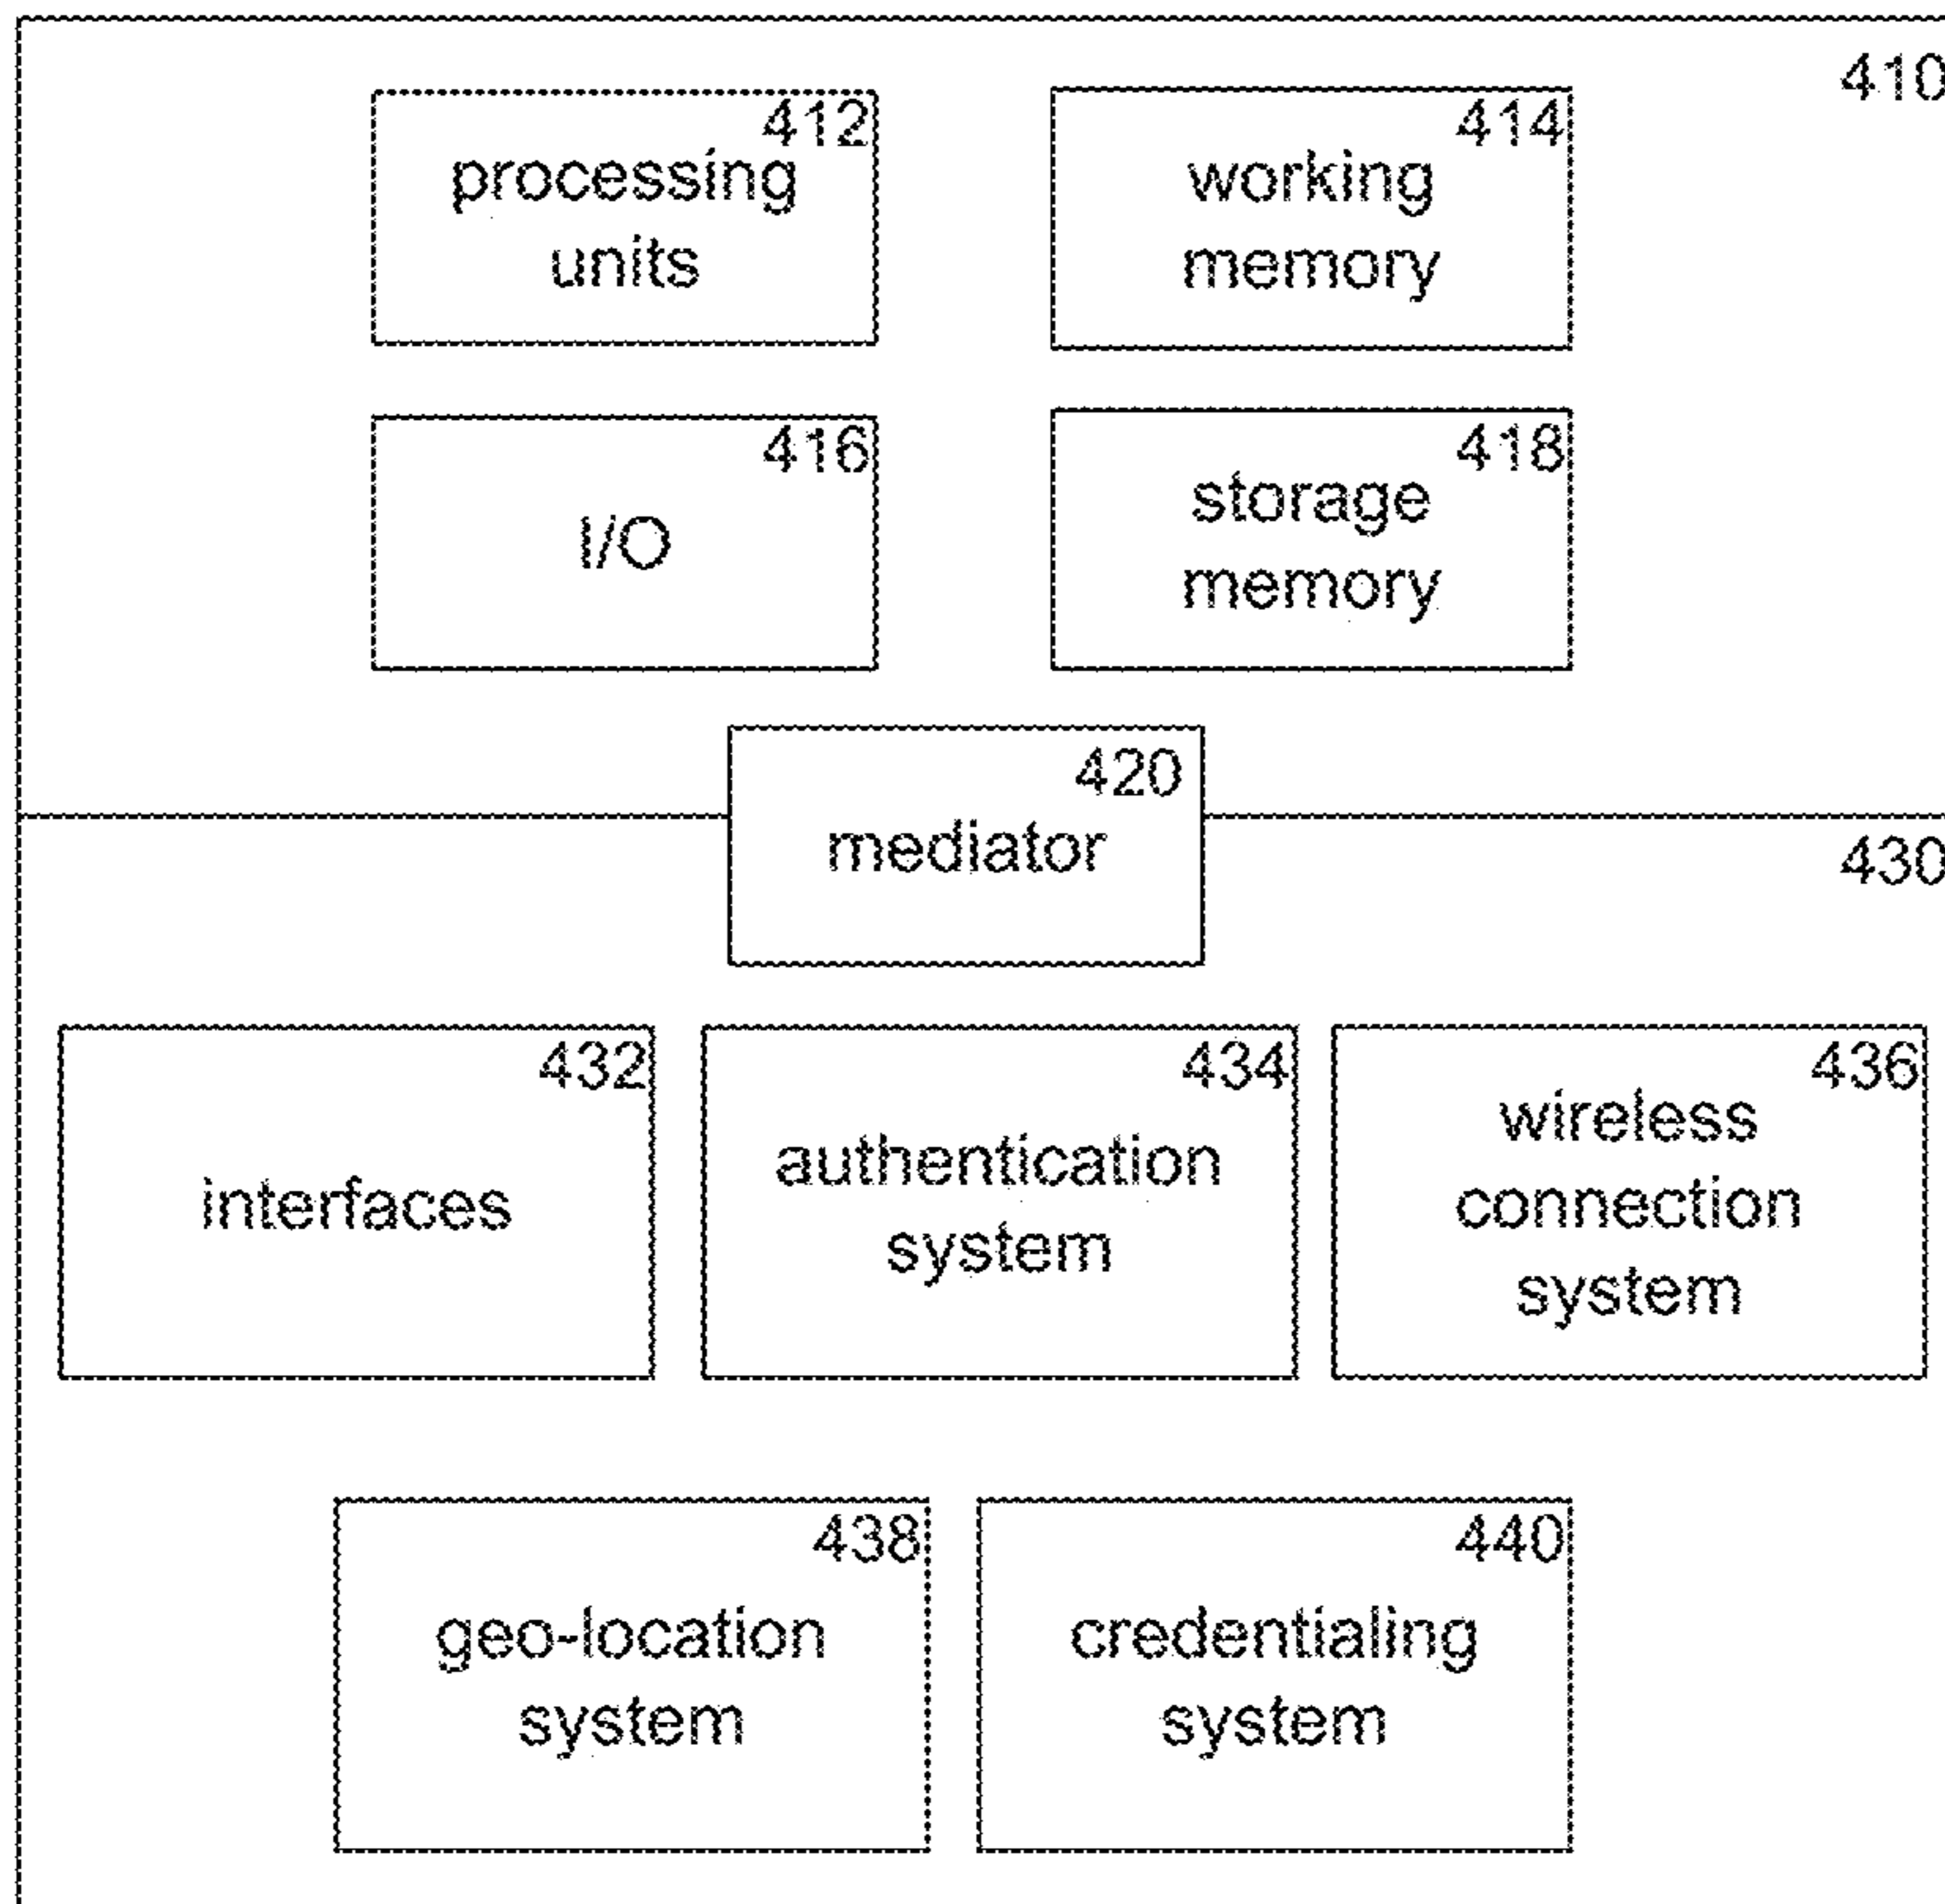 410
412
processing
units
414
working
memory
416
I/O
418
storage
memory
420
mediator
430
432
interfaces
434
authentication
system
436
wireless
connection
system
438
geo-location
system
440
credentialing
system